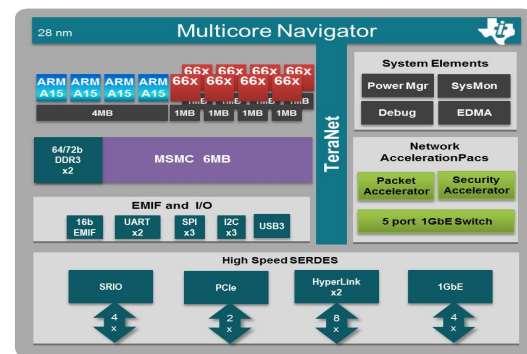 28 nm
Multicore Navigator
TeraNet
ARM A15
ARM A15
ARM A15
ARM A15
4MB
66x
66x
66x
66x
66x
66x
66x
66x
1MB
1MB
1MB
1MB
1MB
1MB
64/72b
DDR3
x2
MSMC 6MB
EMIF and I/O
16b
EMIF
UART
x2
SPI
x3
I2C
x3
USB3
System Elements
Power Mgr
SysMon
Debug
EDMA
Network
AccelerationPacs
Packet
Accelerator
Security
Accelerator
5 port 1GbE Switch
High Speed SERDES
SRIO
PCIe
HyperLink
x2
1GbE
4
x
2
x
8
x
4
x